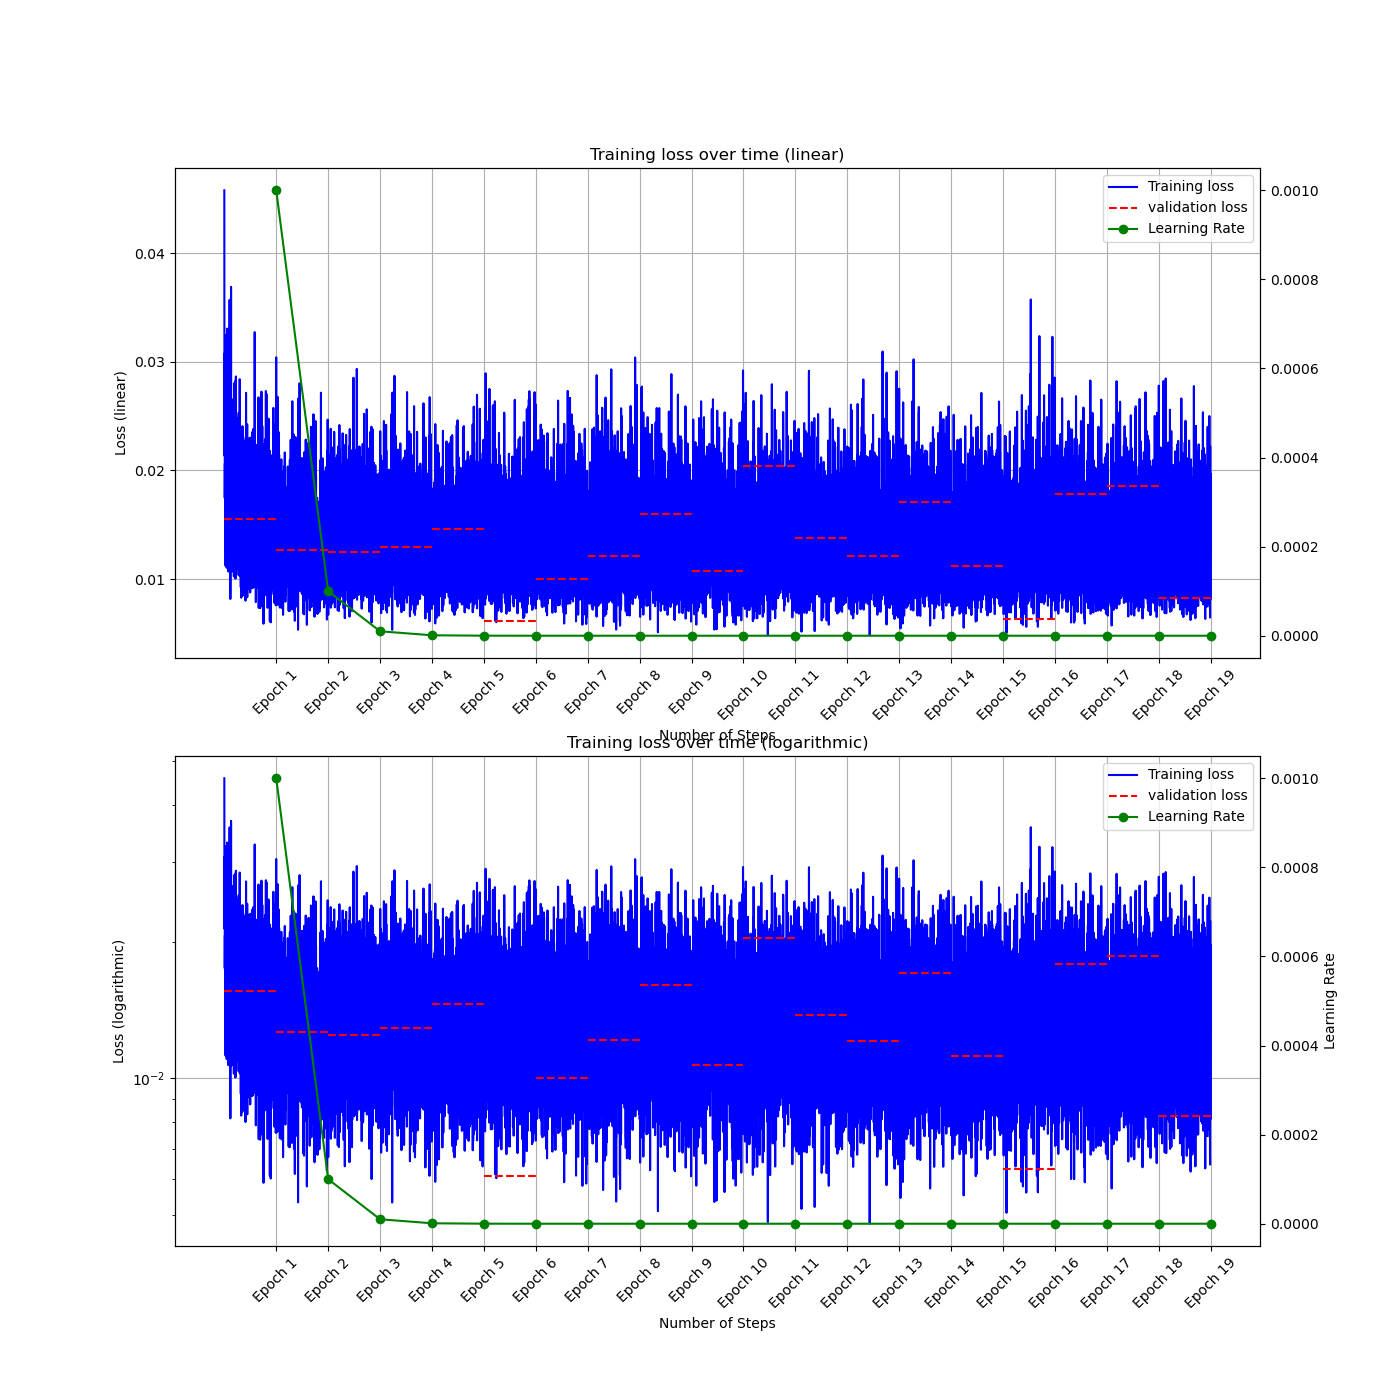 Training loss over time (linear)
Training loss
validation loss
Learning Rate
Loss (linear)
0.04
0.03
0.02
0.01
0.0010
0.0008
0.0006
0.0004
0.0002
0.0000
Epoch 1
Epoch 2
Epoch 3
Epoch 4
Epoch 5
Epoch 6
Epoch 7
Epoch 8
Epoch 9
Epoch 10
Epoch 11
Epoch 12
Epoch 13
Epoch 14
Epoch 15
Epoch 16
Epoch 17
Epoch 18
Epoch 19
Number of Steps
Training loss over time (logarithmic)
Training loss
validation loss
Learning Rate
Loss (logarithmic)
10⁻²
0.0010
0.0008
0.0006
0.0004
0.0002
0.0000
Learning Rate
Epoch 1
Epoch 2
Epoch 3
Epoch 4
Epoch 5
Epoch 6
Epoch 7
Epoch 8
Epoch 9
Epoch 10
Epoch 11
Epoch 12
Epoch 13
Epoch 14
Epoch 15
Epoch 16
Epoch 17
Epoch 18
Epoch 19
Number of Steps